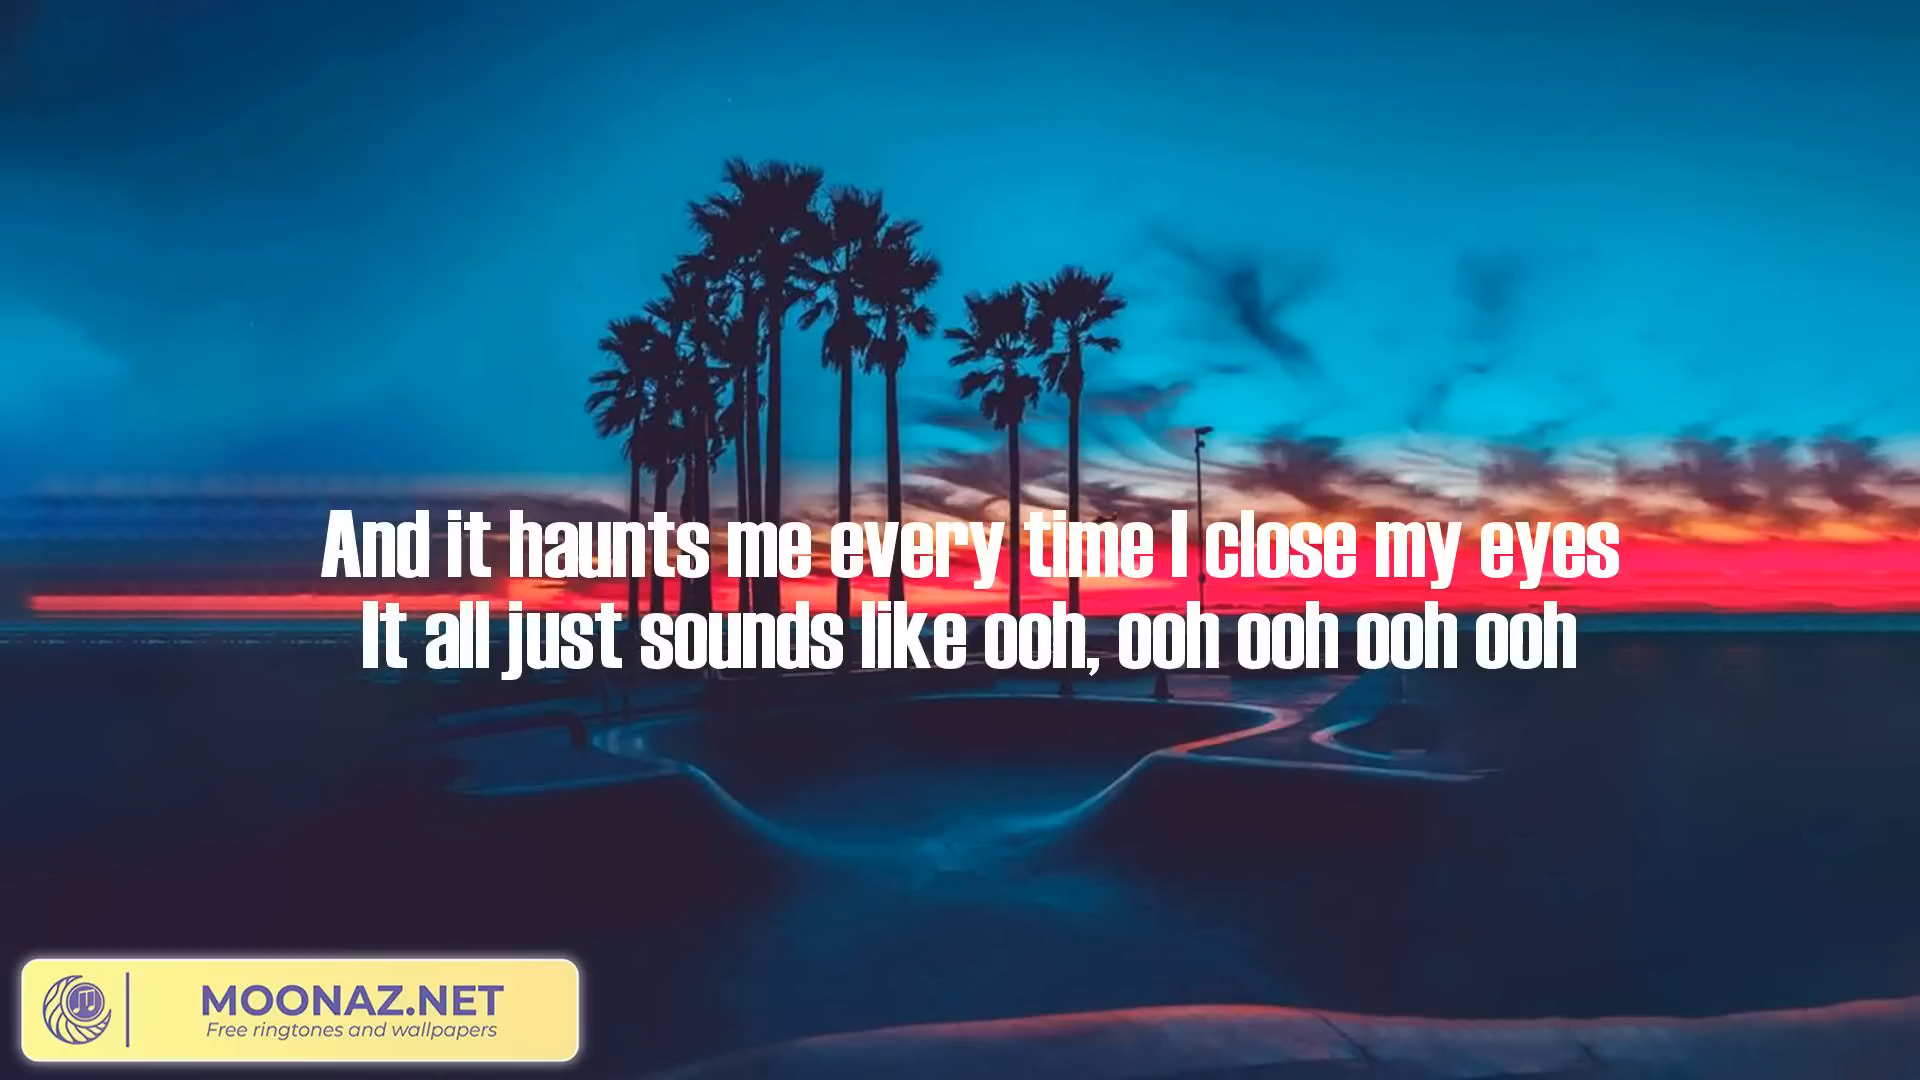 And it haunts me every time I close my eyes
It all just sounds like ooh, ooh ooh ooh ooh
MOONAZ.NET
Free ringtones and wallpapers